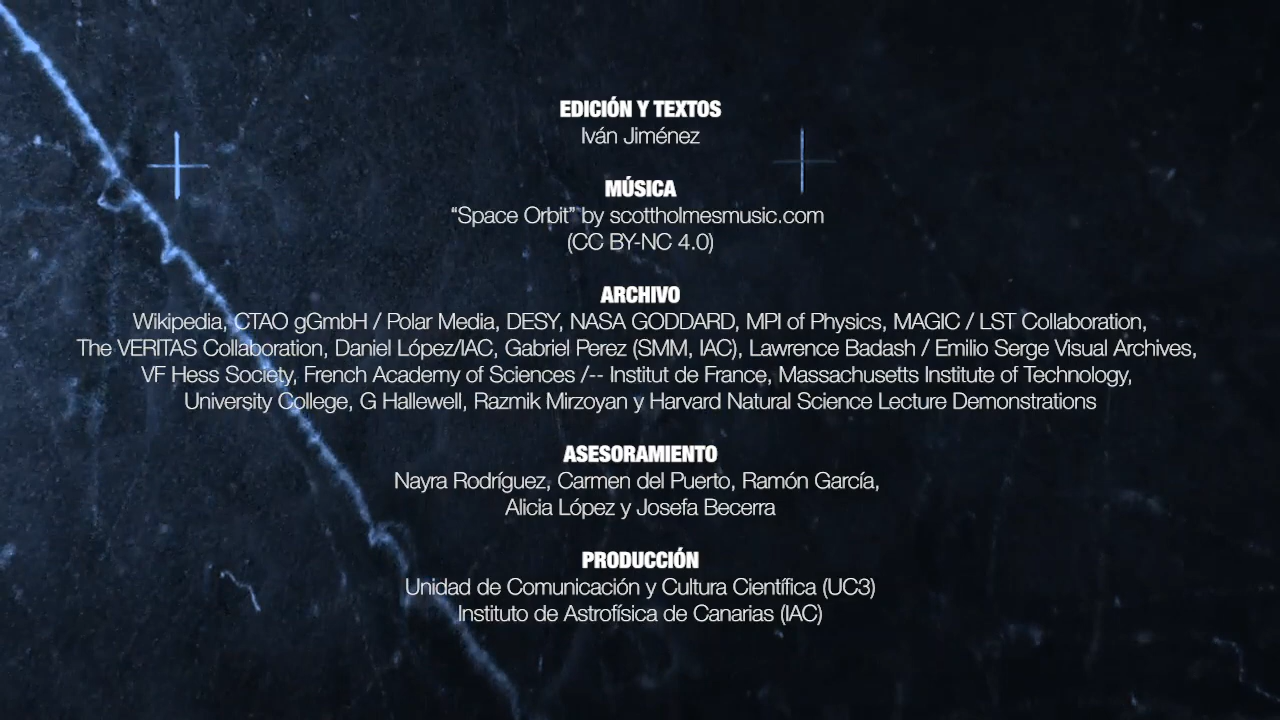 EDICIÓN Y TEXTOS
Iván Jiménez
MÚSICA
“Space Orbit” by scottholmesmusic.com
(CC BY-NC 4.0)
ARCHIVO
Wikipedia, CTAO gGmbH / Polar Media, DESY, NASA GODDARD, MPI of Physics, MAGIC / LST Collaboration,
The VERITAS Collaboration, Daniel López/IAC, Gabriel Perez (SMM, IAC), Lawrence Badash / Emilio Serge Visual Archives,
VF Hess Society, French Academy of Sciences /-- Institut de France, Massachusetts Institute of Technology,
University College, G Hallewell, Razmik Mirzoyan y Harvard Natural Science Lecture Demonstrations
ASESORAMIENTO
Nayra Rodríguez, Carmen del Puerto, Ramón García,
Alicia López y Josefa Becerra
PRODUCCIÓN
Unidad de Comunicación y Cultura Científica (UC3)
Instituto de Astrofísica de Canarias (IAC)